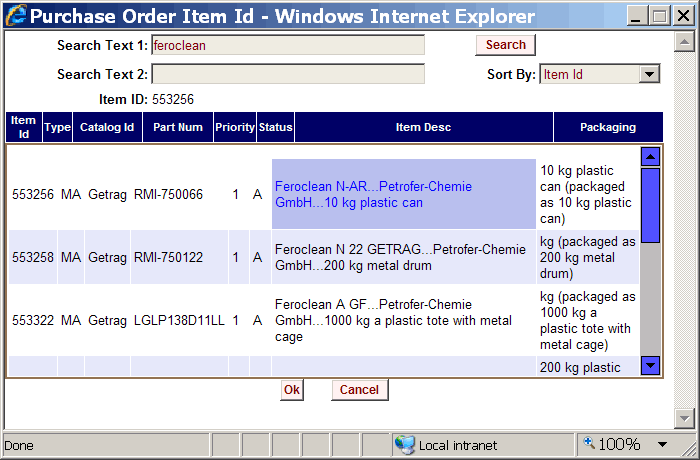 Purchase Order Item Id - Windows Internet Explorer
Search Text 1: feroclean Search
Search Text 2: Sort By: Item Id
Item ID: 553256
Item Id Type Catalog Id Part Num Priority Status Item Desc Packaging
553256 MA Getrag RMI-750066 1 A Feroclean N-AR...Petrofer-Chemie GmbH...10 kg plastic can 10 kg plastic can (packaged as 10 kg plastic can)
553258 MA Getrag RMI-750122 1 A Feroclean N 22 GETRAG...Petrofer-Chemie GmbH...200 kg metal drum kg (packaged as 200 kg metal drum)
553322 MA Getrag LGLP138D11LL 1 A Feroclean A GF...Petrofer-Chemie GmbH...1000 kg a plastic tote with metal cage kg (packaged as 1000 kg a plastic tote with metal cage)
200 kg plastic
Ok Cancel
Done Local intranet 100%